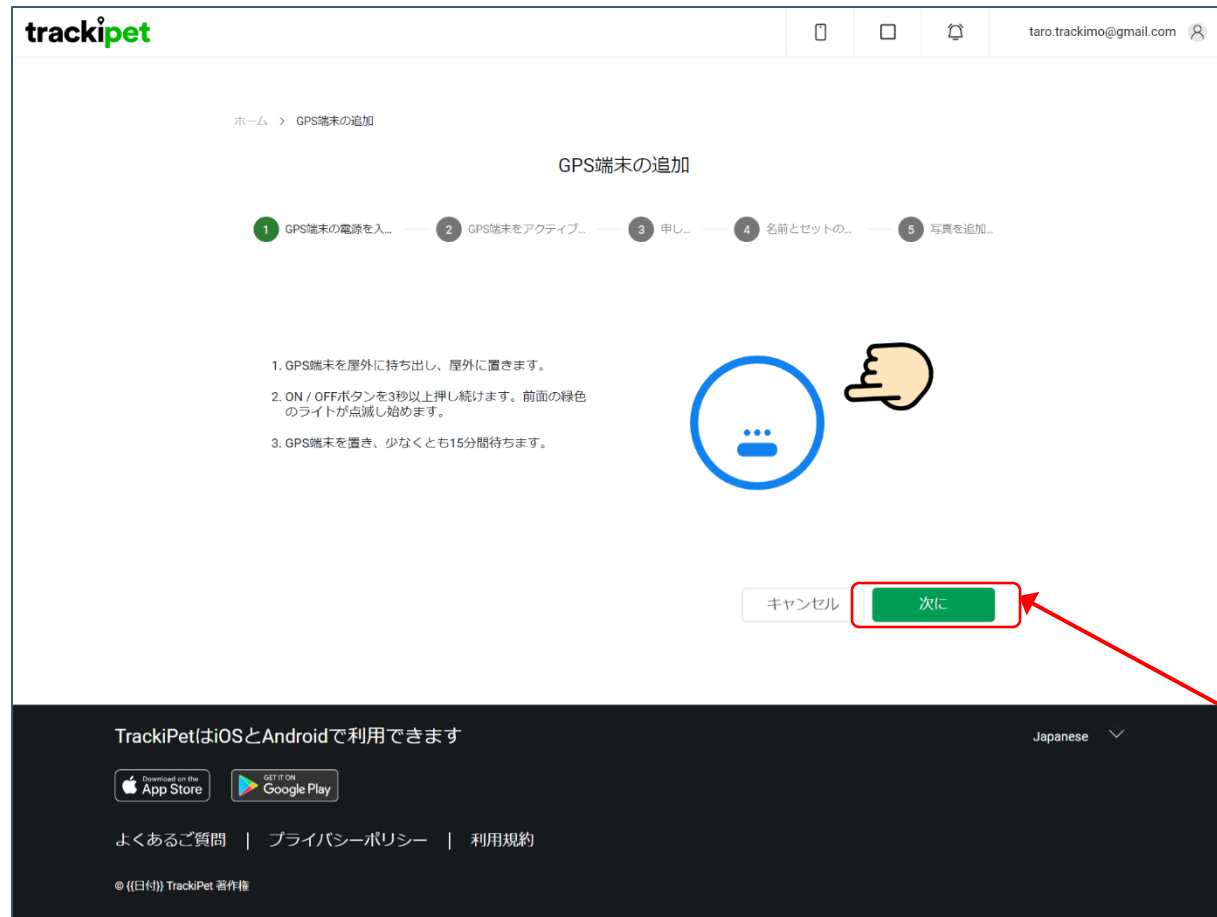 trackipet
taro.trackimo@gmail.com
ホーム > GPS端末の追加
GPS端末の追加
1 GPS端末の電源を入... 2 GPS端末をアクティブ... 3 申し... 4 名前とセットの... 5 写真を追加...
1. GPS端末を屋外に持ち出し、屋外に置きます。
2. ON / OFFボタンを3秒以上押し続けます。前面の緑色
のライトが点滅し始めます。
3. GPS端末を置き、少なくとも15分間待ちます。
キャンセル 次に
TrackiPetはiOSとAndroidで利用できます
Japanese
Download on the
App Store
GET IT ON
Google Play
よくあるご質問 | プライバシーポリシー | 利用規約
© {{日付}} TrackiPet 著作権